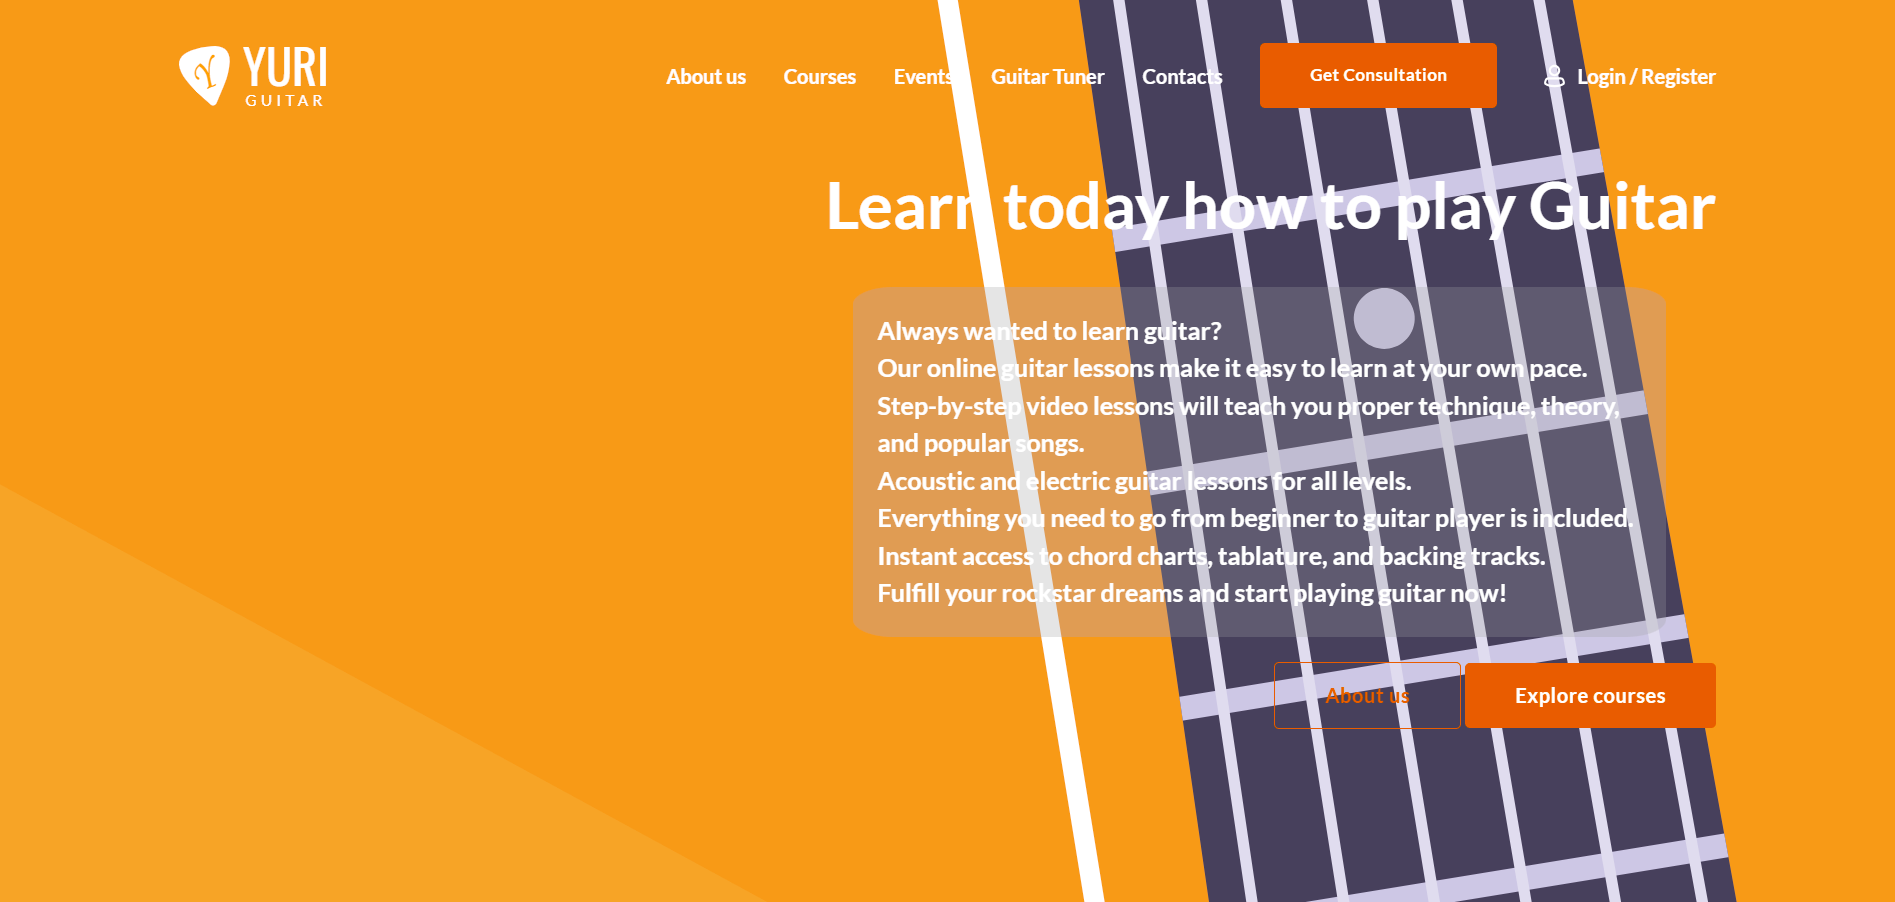 YURI
GUITAR
About us
Courses
Events
Guitar Tuner
Contacts
Get Consultation
Login / Register
Learn today how to play Guitar
Always wanted to learn guitar?
Our online guitar lessons make it easy to learn at your own pace.
Step-by-step video lessons will teach you proper technique, theory,
and popular songs.
Acoustic and electric guitar lessons for all levels.
Everything you need to go from beginner to guitar player is included.
Instant access to chord charts, tablature, and backing tracks.
Fulfill your rockstar dreams and start playing guitar now!
About us
Explore courses